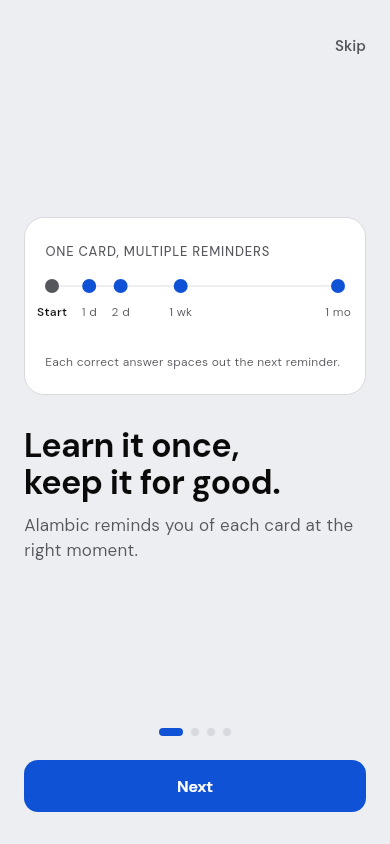 Skip
ONE CARD, MULTIPLE REMINDERS
Start 1 d 2 d 1 wk 1 mo
Each correct answer spaces out the next reminder.
Learn it once,
keep it for good.
Alambic reminds you of each card at the
right moment.
Next